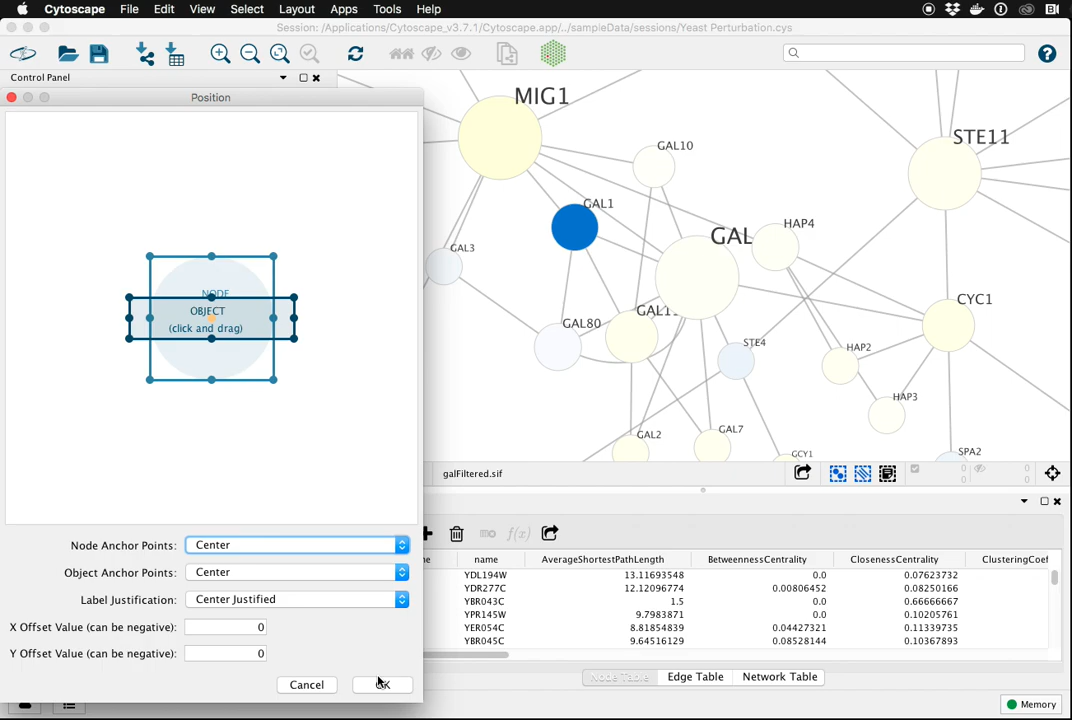 Cytoscape File Edit View Select Layout Apps Tools Help
Session: /Applications/Cytoscape_v3.7.1/Cytoscape.app/../sampleData/sessions/Yeast Perturbation.cys
Control Panel
Position
NODE
OBJECT
(click and drag)
Node Anchor Points: Center
Object Anchor Points: Center
Label Justification: Center Justified
X Offset Value (can be negative): 0
Y Offset Value (can be negative): 0
Cancel OK
MIG1
GAL10
STE11
GAL1
GAL
HAP4
GAL3
CYC1
GAL80
STE4
HAP2
HAP3
GAL2
GAL7
GCY1
SPA2
galFiltered.sif
0 0
0 0
f(x)
name AverageShortestPathLength BetweennessCentrality ClosenessCentrality ClusteringCoef
YDL194W 13.11693548 0.0 0.07623732
YDR277C 12.12096774 0.00806452 0.08250166
YBR043C 1.5 0.0 0.66666667
YPR145W 9.7983871 0.0 0.10205761
YER054C 8.81854839 0.04427321 0.11339735
YBR045C 9.64516129 0.08528144 0.10367893
Node Table Edge Table Network Table
Memory